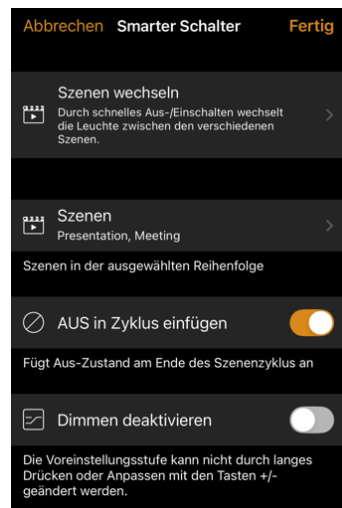 Abbrechen Smarter Schalter Fertig
Szenen wechseln
Durch schnelles Aus-/Einschalten wechselt
die Leuchte zwischen den verschiedenen
Szenen.
Szenen
Presentation, Meeting
Szenen in der ausgewählten Reihenfolge
AUS in Zyklus einfügen
Fügt Aus-Zustand am Ende des Szenenzyklus an
Dimmen deaktivieren
Die Voreinstellungsstufe kann nicht durch langes
Drücken oder Anpassen mit den Tasten +/-
geändert werden.